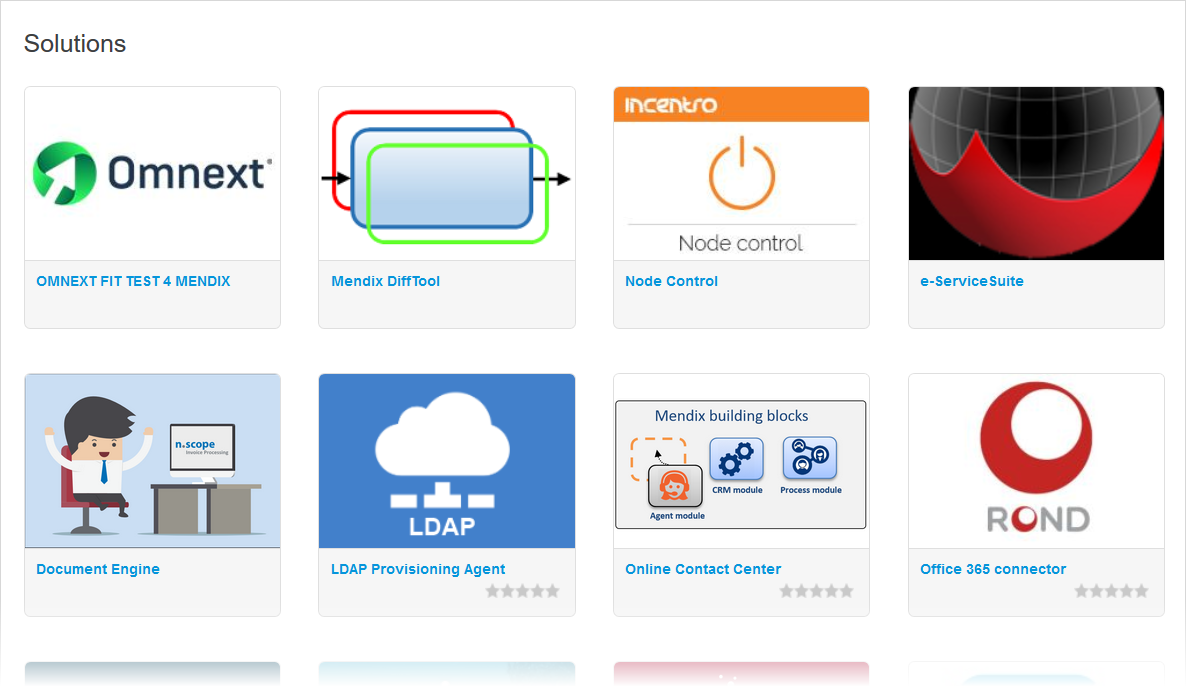 Solutions
Omnext
incentro
Node control
OMNEXT FIT TEST 4 MENDIX
Mendix DiffTool
Node Control
e-ServiceSuite
n.scope
Invoice Processing
LDAP
Mendix building blocks
CRM module
Process module
Agent module
ROND
Document Engine
LDAP Provisioning Agent
Online Contact Center
Office 365 connector